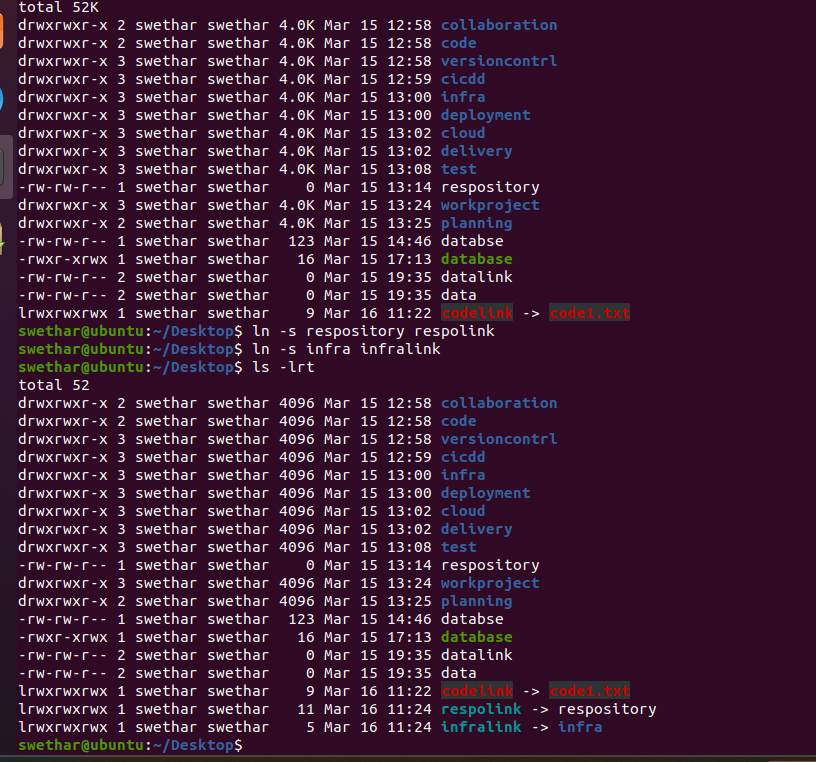 total 52K
drwxrwxr-x 2 swethar swethar 4.0K Mar 15 12:58 collaboration
drwxrwxr-x 2 swethar swethar 4.0K Mar 15 12:58 code
drwxrwxr-x 3 swethar swethar 4.0K Mar 15 12:58 versioncontrl
drwxrwxr-x 3 swethar swethar 4.0K Mar 15 12:59 cicdd
drwxrwxr-x 3 swethar swethar 4.0K Mar 15 13:00 infra
drwxrwxr-x 3 swethar swethar 4.0K Mar 15 13:00 deployment
drwxrwxr-x 3 swethar swethar 4.0K Mar 15 13:02 cloud
drwxrwxr-x 3 swethar swethar 4.0K Mar 15 13:02 delivery
drwxrwxr-x 3 swethar swethar 4.0K Mar 15 13:08 test
-rw-rw-r-- 1 swethar swethar    0 Mar 15 13:14 respository
drwxrwxr-x 3 swethar swethar 4.0K Mar 15 13:24 workproject
drwxrwxr-x 2 swethar swethar 4.0K Mar 15 13:25 planning
-rw-rw-r-- 1 swethar swethar  123 Mar 15 14:46 databse
-rwxr-xrwx 1 swethar swethar   16 Mar 15 17:13 database
-rw-rw-r-- 2 swethar swethar    0 Mar 15 19:35 datalink
-rw-rw-r-- 2 swethar swethar    0 Mar 15 19:35 data
lrwxrwxrwx 1 swethar swethar    9 Mar 16 11:22 codelink -> code1.txt
swethar@ubuntu:~/Desktop$ ln -s respository respolink
swethar@ubuntu:~/Desktop$ ln -s infra infralink
swethar@ubuntu:~/Desktop$ ls -lrt
total 52
drwxrwxr-x 2 swethar swethar 4096 Mar 15 12:58 collaboration
drwxrwxr-x 2 swethar swethar 4096 Mar 15 12:58 code
drwxrwxr-x 3 swethar swethar 4096 Mar 15 12:58 versioncontrl
drwxrwxr-x 3 swethar swethar 4096 Mar 15 12:59 cicdd
drwxrwxr-x 3 swethar swethar 4096 Mar 15 13:00 infra
drwxrwxr-x 3 swethar swethar 4096 Mar 15 13:00 deployment
drwxrwxr-x 3 swethar swethar 4096 Mar 15 13:02 cloud
drwxrwxr-x 3 swethar swethar 4096 Mar 15 13:02 delivery
drwxrwxr-x 3 swethar swethar 4096 Mar 15 13:08 test
-rw-rw-r-- 1 swethar swethar    0 Mar 15 13:14 respository
drwxrwxr-x 3 swethar swethar 4096 Mar 15 13:24 workproject
drwxrwxr-x 2 swethar swethar 4096 Mar 15 13:25 planning
-rw-rw-r-- 1 swethar swethar  123 Mar 15 14:46 databse
-rwxr-xrwx 1 swethar swethar   16 Mar 15 17:13 database
-rw-rw-r-- 2 swethar swethar    0 Mar 15 19:35 datalink
-rw-rw-r-- 2 swethar swethar    0 Mar 15 19:35 data
lrwxrwxrwx 1 swethar swethar    9 Mar 16 11:22 codelink -> code1.txt
lrwxrwxrwx 1 swethar swethar   11 Mar 16 11:24 respolink -> respository
lrwxrwxrwx 1 swethar swethar    5 Mar 16 11:24 infralink -> infra
swethar@ubuntu:~/Desktop$